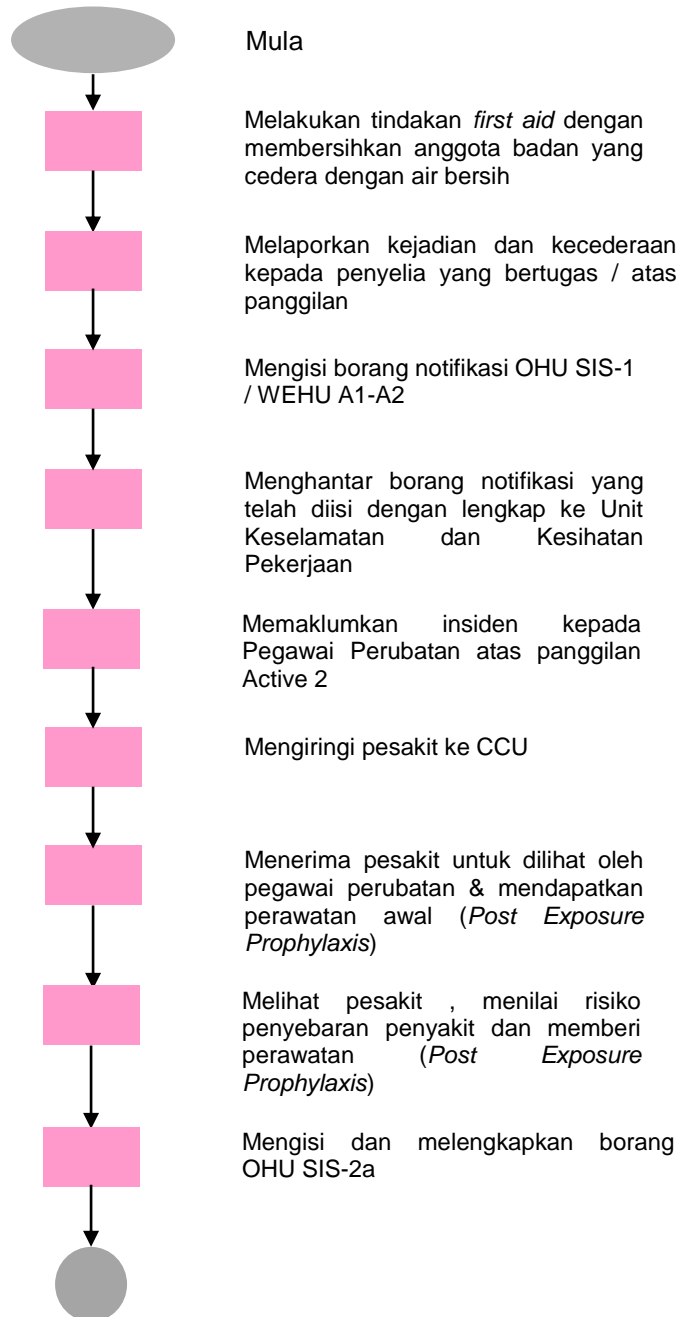 Mula
Melakukan tindakan first aid dengan
membersihkan anggota badan yang
cedera dengan air bersih
Melaporkan kejadian dan kecederaan
kepada penyelia yang bertugas / atas
panggilan
Mengisi borang notifikasi OHU SIS-1
/ WEHU A1-A2
Menghantar borang notifikasi yang
telah diisi dengan lengkap ke Unit
Keselamatan dan Kesihatan
Pekerjaan
Memaklumkan insiden kepada
Pegawai Perubatan atas panggilan
Active 2
Mengiringi pesakit ke CCU
Menerima pesakit untuk dilihat oleh
pegawai perubatan & mendapatkan
perawatan awal (Post Exposure
Prophylaxis)
Melihat pesakit , menilai risiko
penyebaran penyakit dan memberi
perawatan (Post Exposure
Prophylaxis)
Mengisi dan melengkapkan borang
OHU SIS-2a